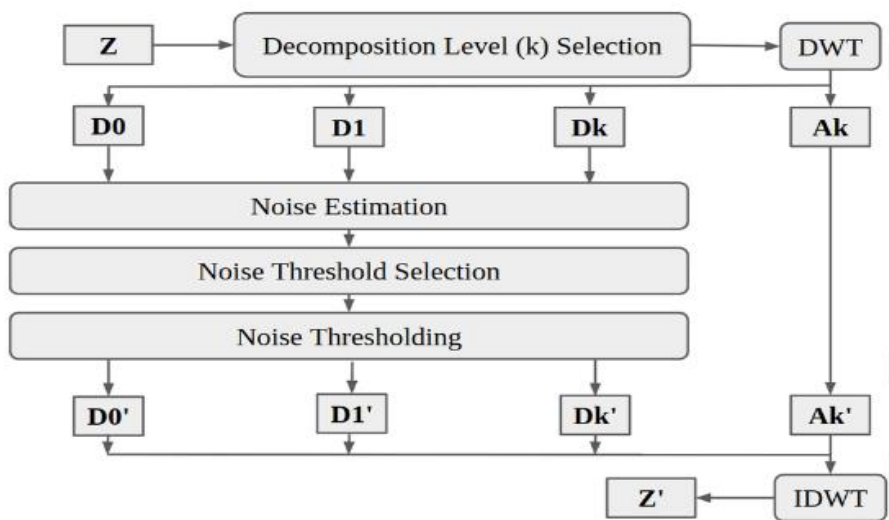 Z
Decomposition Level (k) Selection
DWT
D0
D1
Dk
Ak
Noise Estimation
Noise Threshold Selection
Noise Thresholding
D0'
D1'
Dk'
Ak'
Z'
IDWT